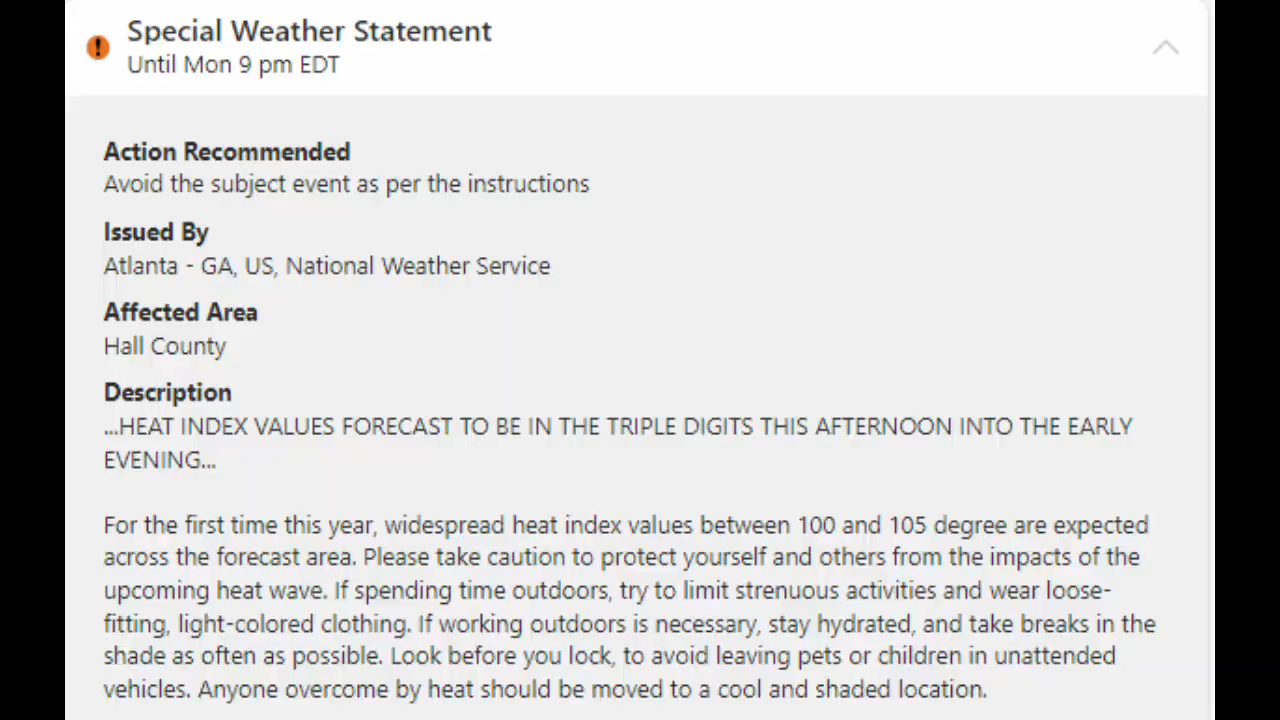 Special Weather Statement
Until Mon 9 pm EDT
Action Recommended
Avoid the subject event as per the instructions
Issued By
Atlanta - GA, US, National Weather Service
Affected Area
Hall County
Description
...HEAT INDEX VALUES FORECAST TO BE IN THE TRIPLE DIGITS THIS AFTERNOON INTO THE EARLY
EVENING...
For the first time this year, widespread heat index values between 100 and 105 degree are expected
across the forecast area. Please take caution to protect yourself and others from the impacts of the
upcoming heat wave. If spending time outdoors, try to limit strenuous activities and wear loose-
fitting, light-colored clothing. If working outdoors is necessary, stay hydrated, and take breaks in the
shade as often as possible. Look before you lock, to avoid leaving pets or children in unattended
vehicles. Anyone overcome by heat should be moved to a cool and shaded location.